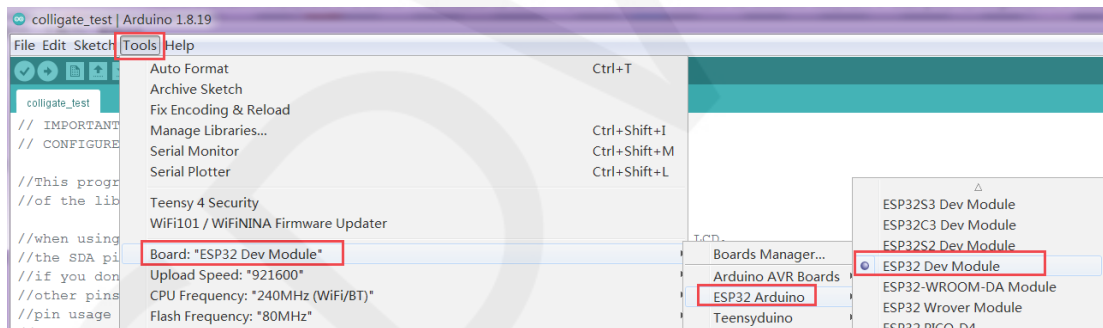 colligate_test | Arduino 1.8.19
File Edit Sketch Tools Help
Auto Format Ctrl+T
Archive Sketch
Fix Encoding & Reload
Manage Libraries... Ctrl+Shift+I
Serial Monitor Ctrl+Shift+M
Serial Plotter Ctrl+Shift+L
Teensy 4 Security
WiFi101 / WiFiNINA Firmware Updater
Board: "ESP32 Dev Module"
Upload Speed: "921600"
CPU Frequency: "240MHz (WiFi/BT)"
Flash Frequency: "80MHz"
colligate_test
// IMPORTANT
// CONFIGURE
//This progr
//of the lib
//when using
//the SDA pi
//if you don
//other pins
//pin usage
LCD,
Boards Manager...
Arduino AVR Boards
ESP32 Arduino
Teensyduino
ESP32S3 Dev Module
ESP32C3 Dev Module
ESP32S2 Dev Module
ESP32 Dev Module
ESP32-WROOM-DA Module
ESP32 Wrover Module
ESP32 PICO-D4